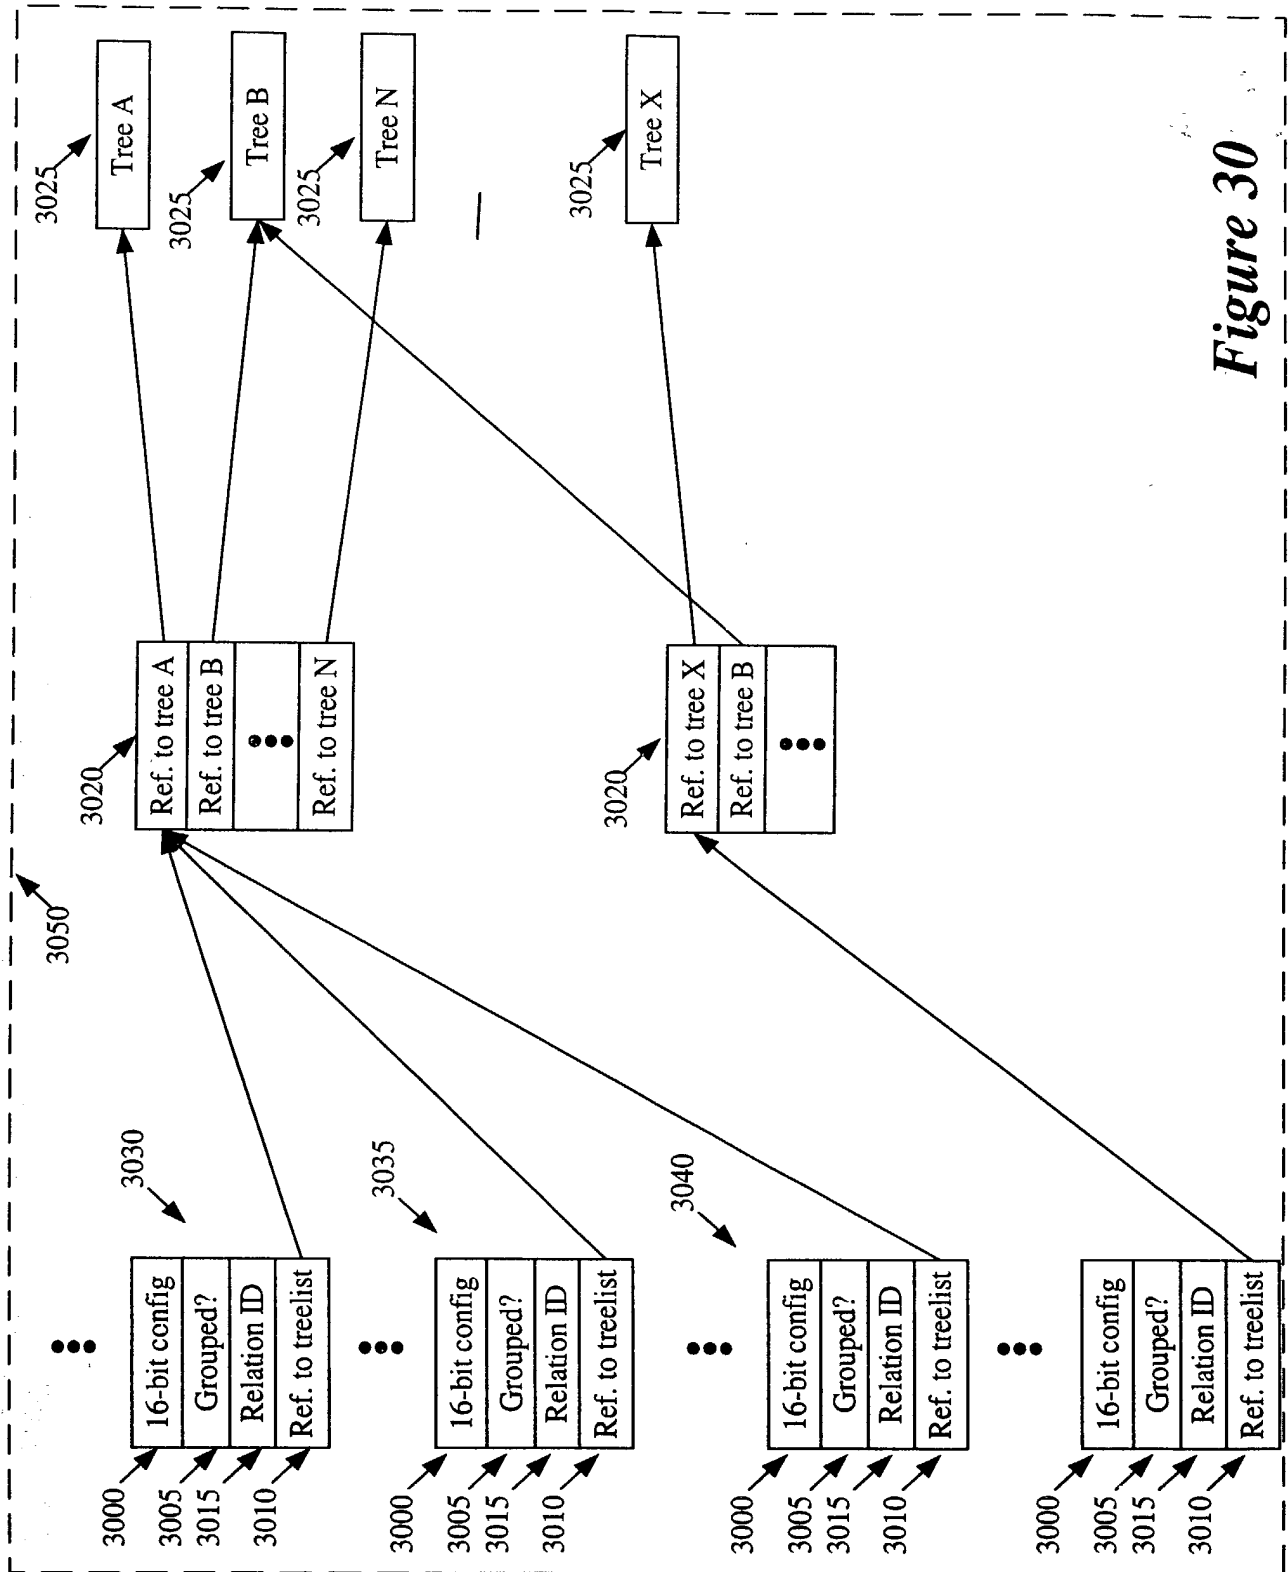 3050
3000
3005
3015
3010
16-bit config
Grouped?
Relation ID
Ref. to treelist
3030
3000
3005
3015
3010
16-bit config
Grouped?
Relation ID
Ref. to treelist
3035
3000
3005
3015
3010
16-bit config
Grouped?
Relation ID
Ref. to treelist
3040
3000
3005
3015
3010
16-bit config
Grouped?
Relation ID
Ref. to treelist
3020
Ref. to tree A
Ref. to tree B
Ref. to tree N
3020
Ref. to tree X
Ref. to tree B
3025
Tree A
3025
Tree B
3025
Tree N
3025
Tree X
Figure 30